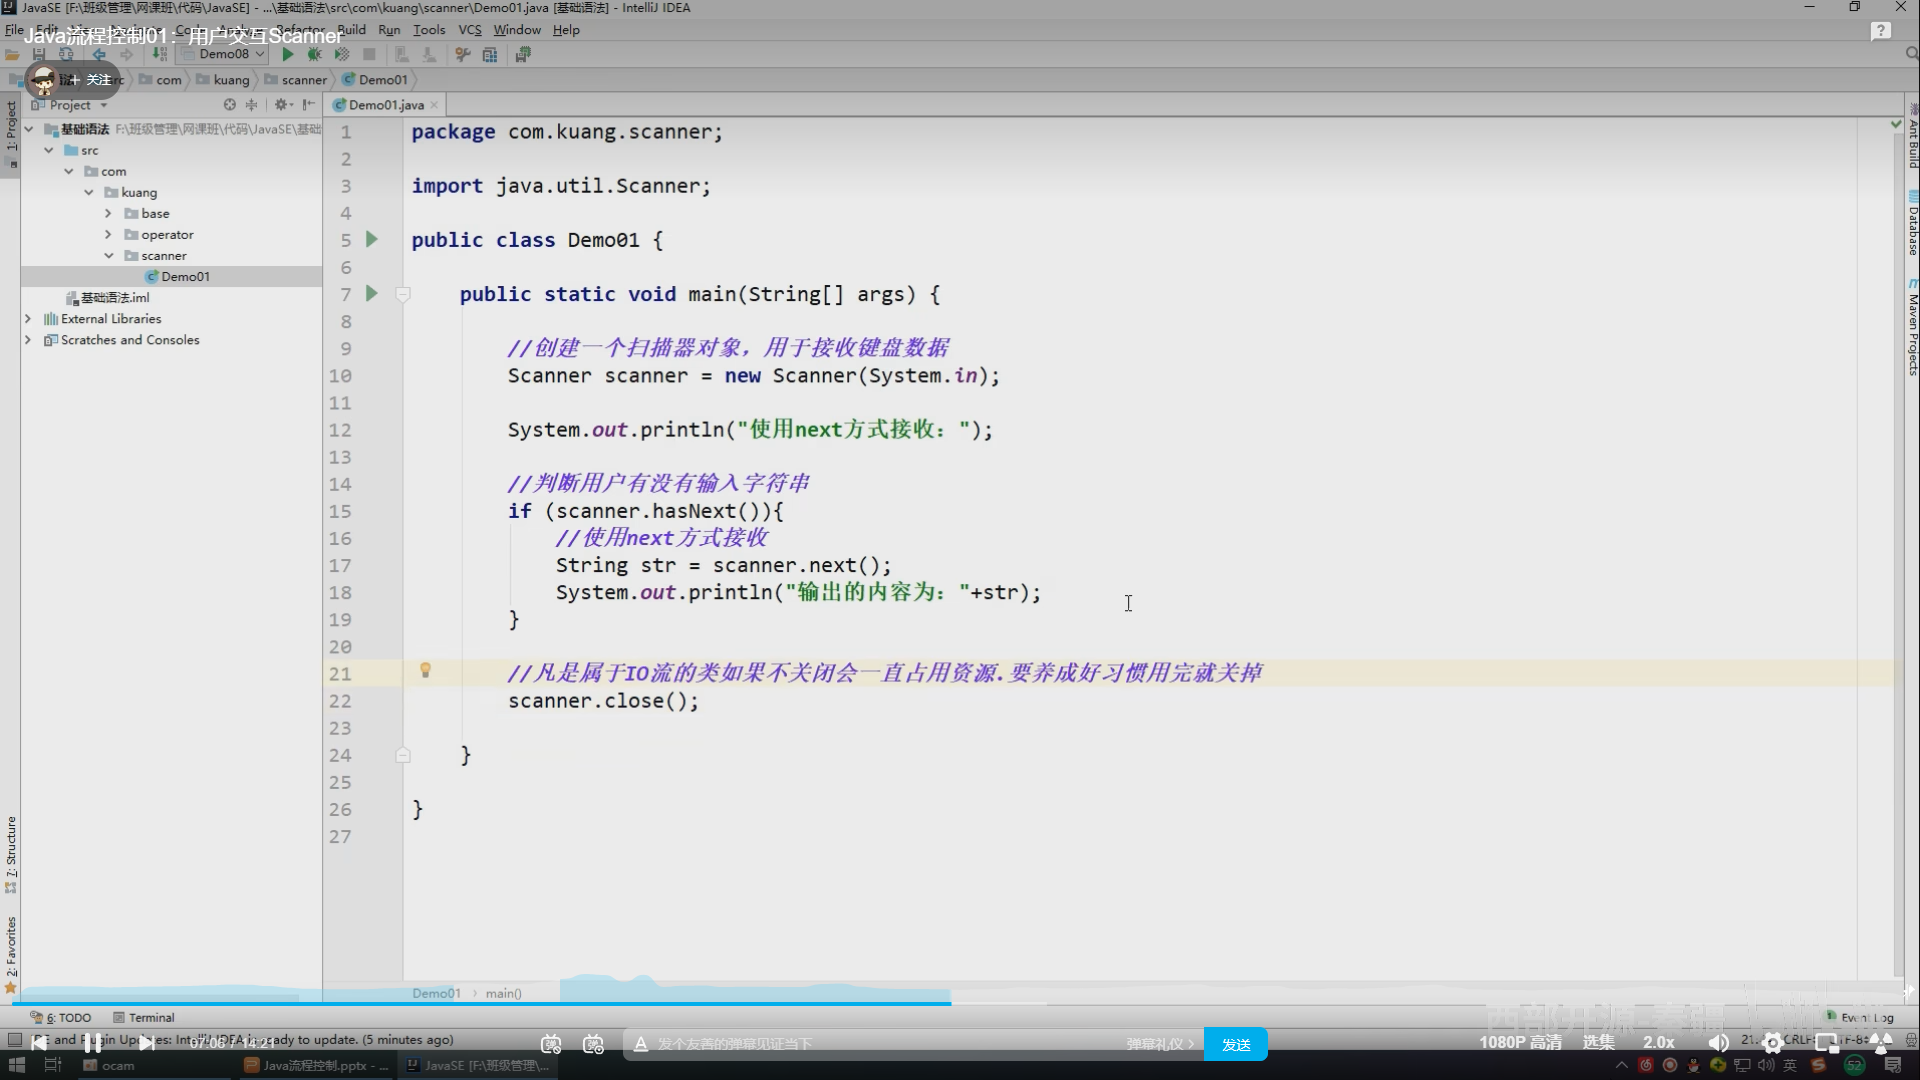 JavaSE [F:\班级管理\网课班\代码\JavaSE] - ...\基础语法\src\com\kuang\scanner\Demo01.java [基础语法] - IntelliJ IDEA
File Edit Refactor Build Run Tools VCS Window Help
Java流程控制01：用户交互Scanner
Demo08
+ 关注
src com kuang scanner Demo01
Project
Demo01.java
1: Project
基础语法 F:\班级管理\网课班\代码\JavaSE\基础
src
com
kuang
base
operator
scanner
Demo01
基础语法.iml
External Libraries
Scratches and Consoles
1 package com.kuang.scanner;
2
3 import java.util.Scanner;
4
5 public class Demo01 {
6
7 public static void main(String[] args) {
8
9 //创建一个扫描器对象，用于接收键盘数据
10 Scanner scanner = new Scanner(System.in);
11
12 System.out.println("使用next方式接收：");
13
14 //判断用户有没有输入字符串
15 if (scanner.hasNext()){
16 //使用next方式接收
17 String str = scanner.next();
18 System.out.println("输出的内容为："+str);
19 }
20
21 //凡是属于IO流的类如果不关闭会一直占用资源.要养成好习惯用完就关掉
22 scanner.close();
23
24 }
25
26 }
27
Ant Build
Database
Maven Projects
7: Structure
2: Favorites
Demo01 › main()
6: TODO Terminal
西部开源-秦疆
1 Event Log
IDE and Plugin Updates: IntelliJ IDEA is ready to update. (5 minutes ago)
07:06 / 14:21
发个友善的弹幕见证当下
弹幕礼仪 ›
发送
1080P 高清 选集 2.0x
ocam
Java流程控制.pptx - ...
JavaSE [F:\班级管理\...
英
52